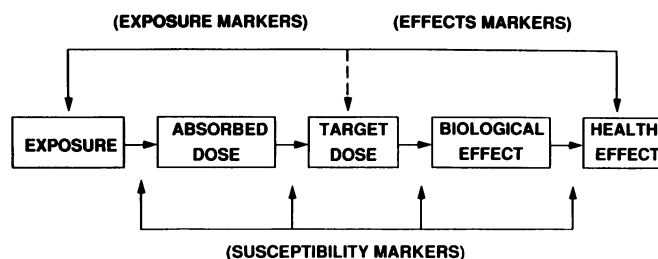 (EXPOSURE MARKERS)
(EFFECTS MARKERS)
EXPOSURE
ABSORBED
DOSE
TARGET
DOSE
BIOLOGICAL
EFFECT
HEALTH
EFFECT
(SUSCEPTIBILITY MARKERS)